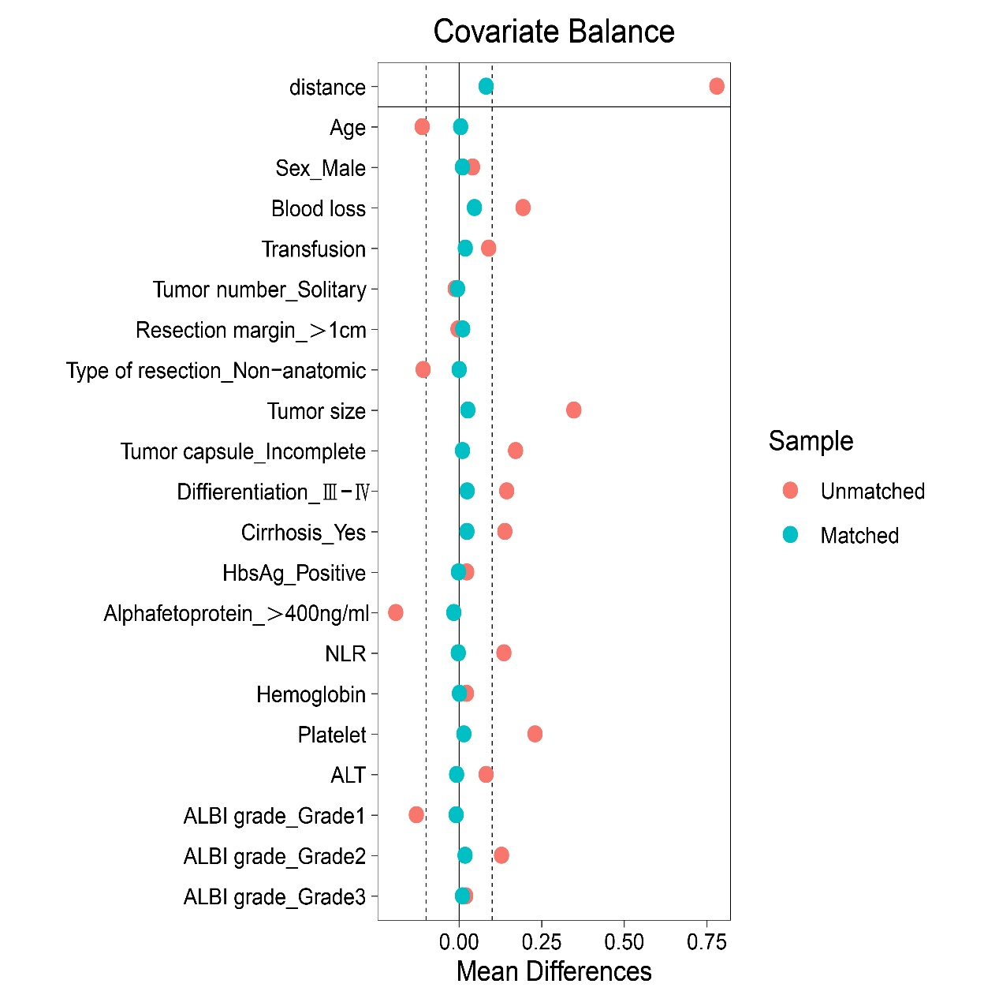 Covariate Balance
distance
Age
Sex_Male
Blood loss
Transfusion
Tumor number_Solitary
Resection margin_>1cm
Type of resection_Non−anatomic
Tumor size
Tumor capsule_Incomplete
Diffierentiation_Ⅲ−Ⅳ
Cirrhosis_Yes
HbsAg_Positive
Alphafetoprotein_>400ng/ml
NLR
Hemoglobin
Platelet
ALT
ALBI grade_Grade1
ALBI grade_Grade2
ALBI grade_Grade3
0.00 0.25 0.50 0.75
Mean Differences
Sample
Unmatched
Matched